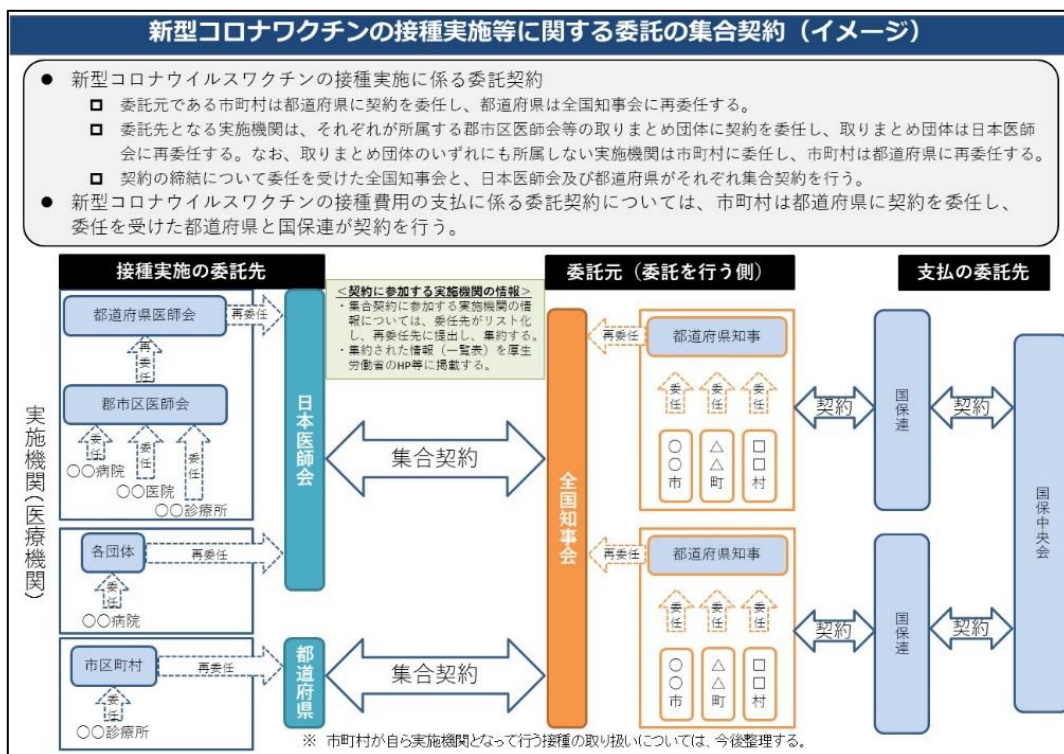 新型コロナワクチンの接種実施等に関する委託の集合契約（イメージ）
● 新型コロナウイルスワクチンの接種実施に係る委託契約
□ 委託元である市町村は都道府県に契約を委任し、都道府県は全国知事会に再委任する。
□ 委託先となる実施機関は、それぞれが所属する郡市区医師会等の取りまとめ団体に契約を委任し、取りまとめ団体は日本医師
会に再委任する。なお、取りまとめ団体のいずれにも所属しない実施機関は市町村に委任し、市町村は都道府県に再委任する。
□ 契約の締結について委任を受けた全国知事会と、日本医師会及び都道府県がそれぞれ集合契約を行う。
● 新型コロナウイルスワクチンの接種費用の支払に係る委託契約については、市町村は都道府県に契約を委任し、
委任を受けた都道府県と国保連が契約を行う。
接種実施の委託先
委託元（委託を行う側）
支払の委託先
実施機関(医療機関)
都道府県医師会
再委任
再委任
郡市区医師会
委任
委任
委任
〇〇病院
〇〇医院
〇〇診療所
各団体
再委任
委任
〇〇病院
市区町村
再委任
委任
〇〇診療所
日本医師会
都道府県
＜契約に参加する実施機関の情報＞
・集合契約に参加する実施機関の情
報については、委任先がリスト化
し、再委任先に提出し、集約する。
・集約された情報（一覧表）を厚生
労働省のHP等に掲載する。
集合契約
集合契約
全国知事会
再委任
都道府県知事
委任
委任
委任
〇〇市
△△町
□□村
再委任
都道府県知事
委任
委任
委任
〇〇市
△△町
□□村
契約
国保連
契約
契約
国保連
契約
国保中央会
※ 市町村が自ら実施機関となって行う接種の取り扱いについては、今後整理する。